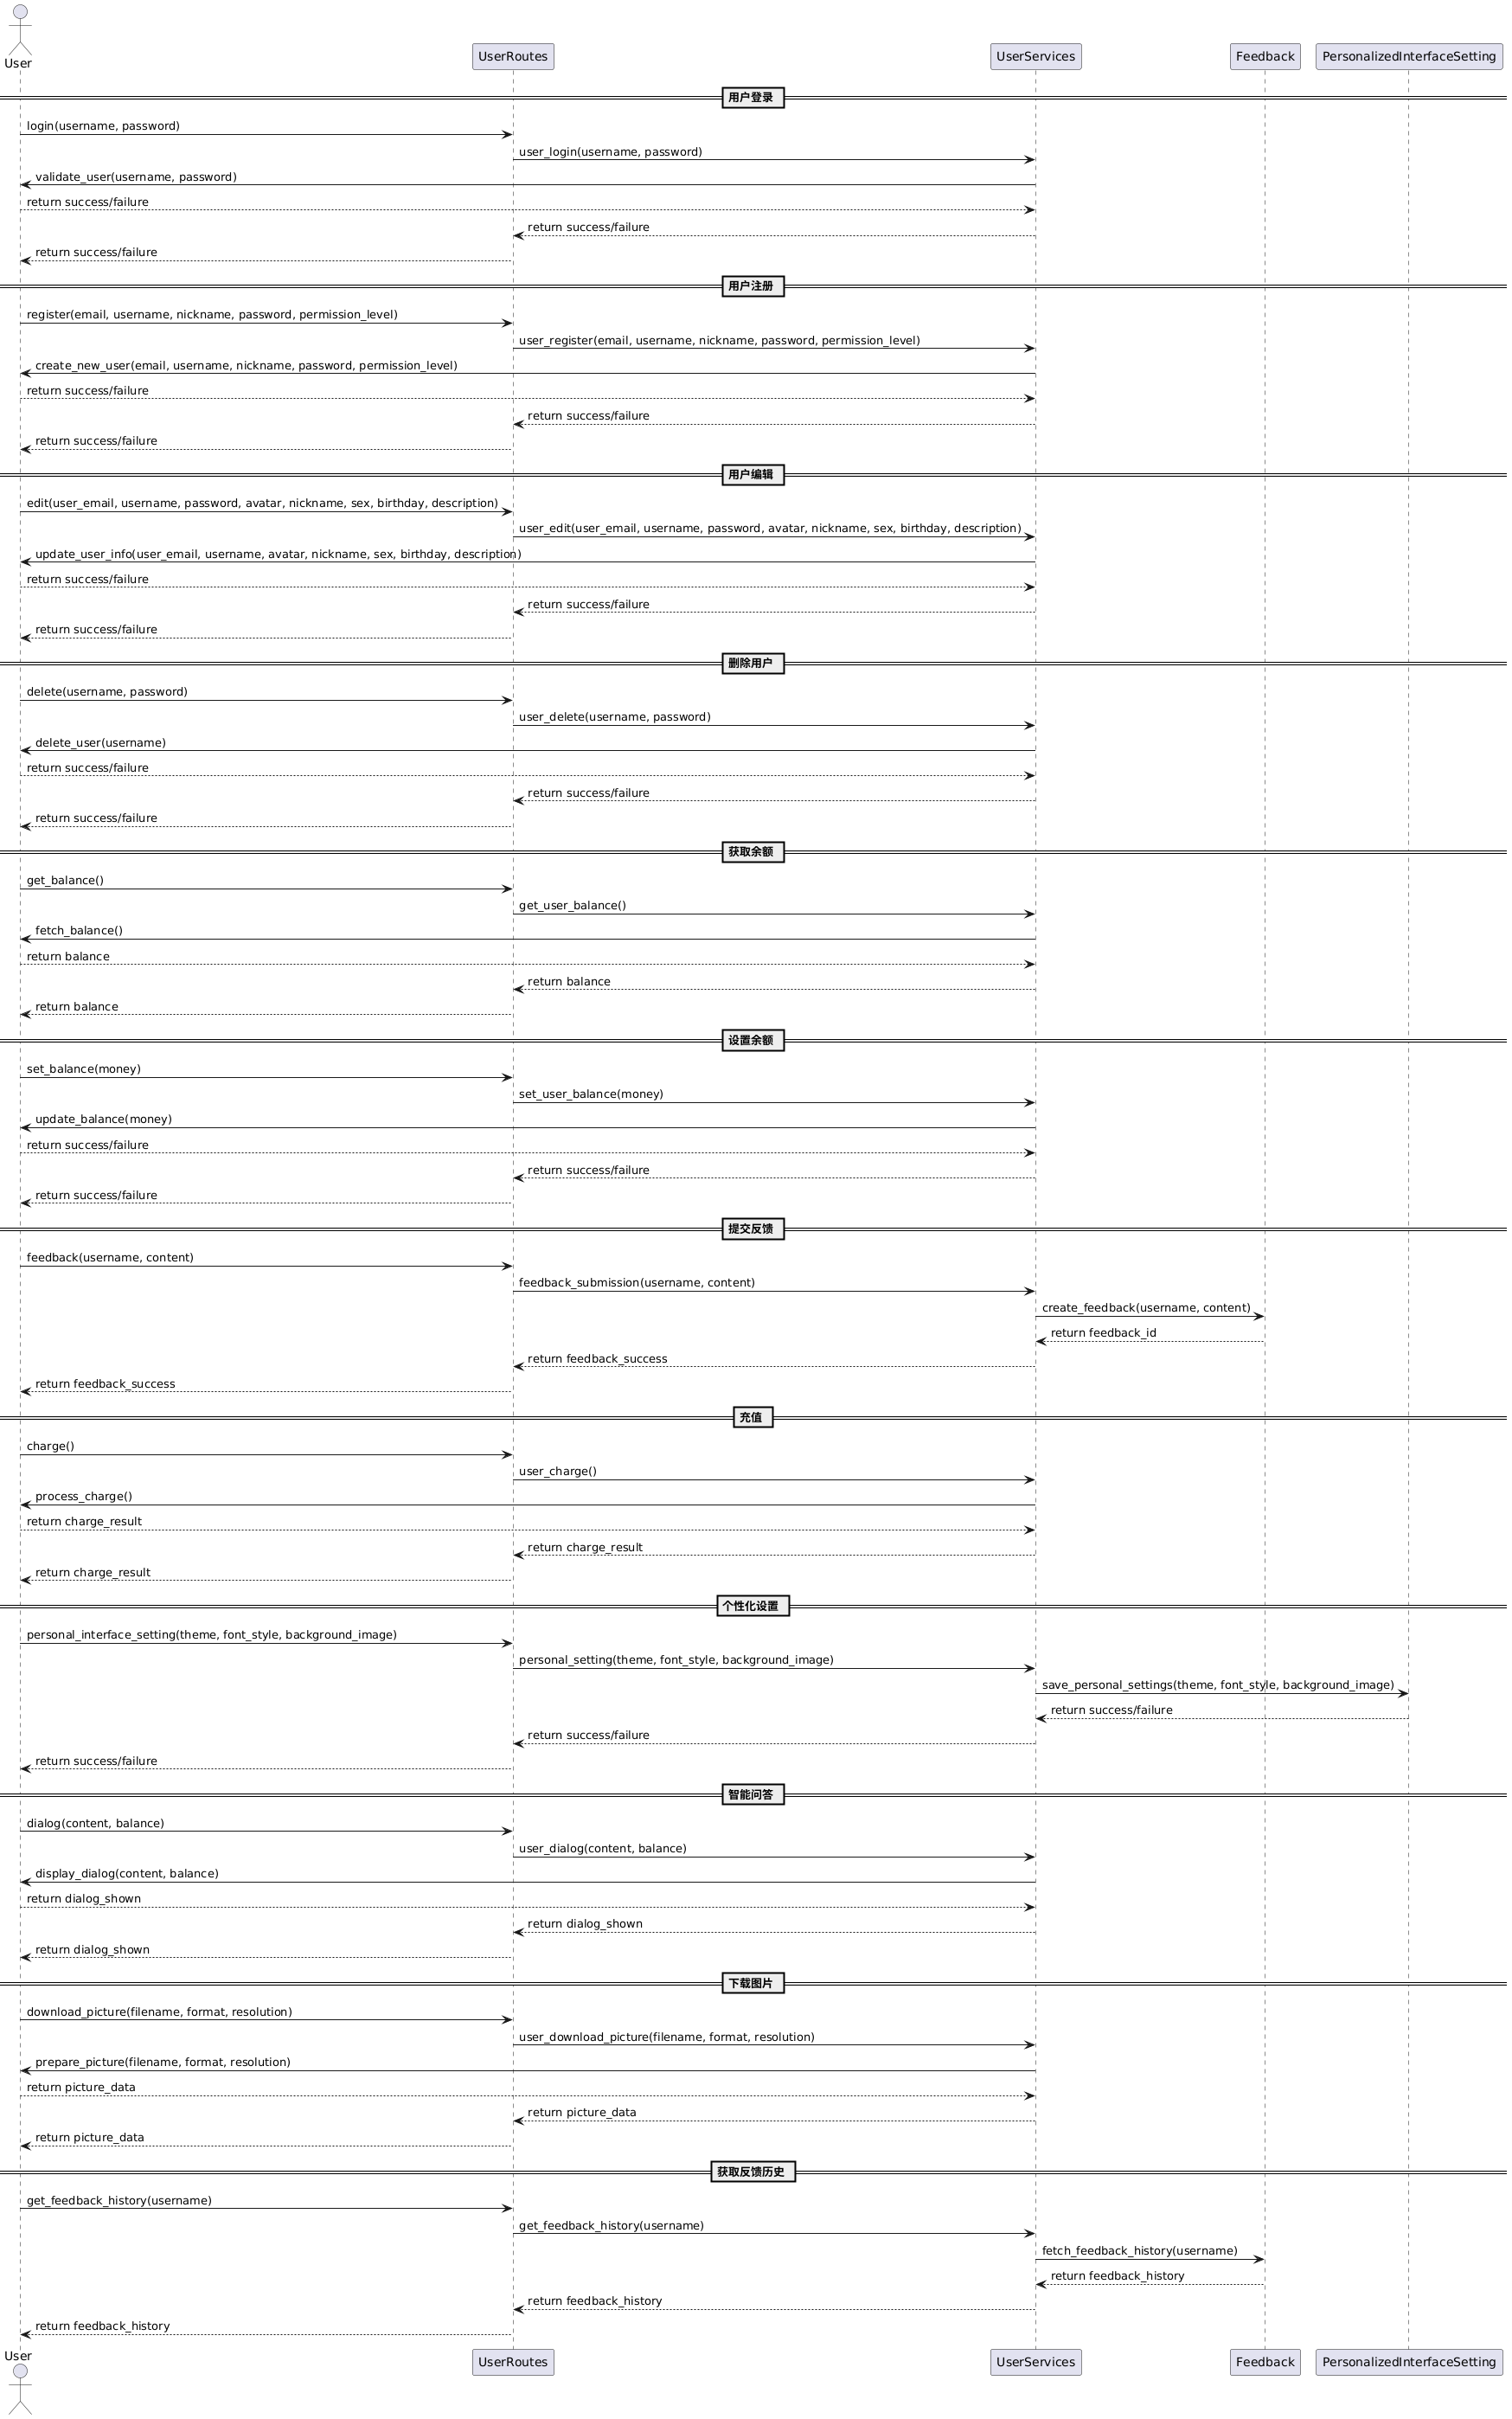 User
UserRoutes
UserServices
Feedback
PersonalizedInterfaceSetting
用户登录
login(username, password)
user_login(username, password)
validate_user(username, password)
return success/failure
return success/failure
return success/failure
用户注册
register(email, username, nickname, password, permission_level)
user_register(email, username, nickname, password, permission_level)
create_new_user(email, username, nickname, password, permission_level)
return success/failure
return success/failure
return success/failure
用户编辑
edit(user_email, username, password, avatar, nickname, sex, birthday, description)
user_edit(user_email, username, password, avatar, nickname, sex, birthday, description)
update_user_info(user_email, username, avatar, nickname, sex, birthday, description)
return success/failure
return success/failure
return success/failure
删除用户
delete(username, password)
user_delete(username, password)
delete_user(username)
return success/failure
return success/failure
return success/failure
获取余额
get_balance()
get_user_balance()
fetch_balance()
return balance
return balance
return balance
设置余额
set_balance(money)
set_user_balance(money)
update_balance(money)
return success/failure
return success/failure
return success/failure
提交反馈
feedback(username, content)
feedback_submission(username, content)
create_feedback(username, content)
return feedback_id
return feedback_success
return feedback_success
充值
charge()
user_charge()
process_charge()
return charge_result
return charge_result
return charge_result
个性化设置
personal_interface_setting(theme, font_style, background_image)
personal_setting(theme, font_style, background_image)
save_personal_settings(theme, font_style, background_image)
return success/failure
return success/failure
return success/failure
智能问答
dialog(content, balance)
user_dialog(content, balance)
display_dialog(content, balance)
return dialog_shown
return dialog_shown
return dialog_shown
下载图片
download_picture(filename, format, resolution)
user_download_picture(filename, format, resolution)
prepare_picture(filename, format, resolution)
return picture_data
return picture_data
return picture_data
获取反馈历史
get_feedback_history(username)
get_feedback_history(username)
fetch_feedback_history(username)
return feedback_history
return feedback_history
return feedback_history
User
UserRoutes
UserServices
Feedback
PersonalizedInterfaceSetting